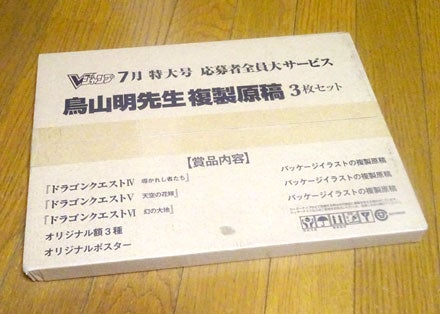 Vジャンプ 7月 特大号 応募者全員大サービス
鳥山明先生 複製原稿 3枚セット
【賞品内容】
『ドラゴンクエストⅣ 導かれし者たち』 パッケージイラストの複製原稿
『ドラゴンクエストⅤ 天空の花嫁』 パッケージイラストの複製原稿
『ドラゴンクエストⅥ 幻の大地』 パッケージイラストの複製原稿
オリジナル額3種
オリジナルポスター